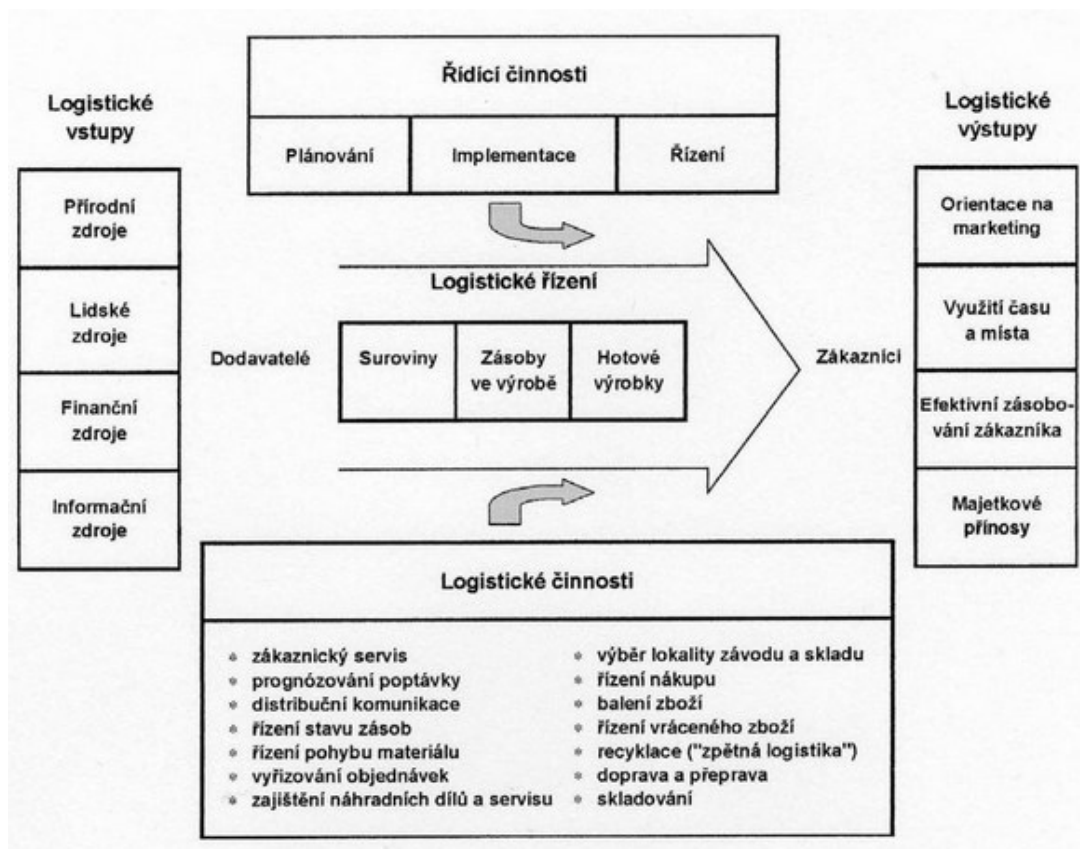 Řídicí činnosti
Plánování
Implementace
Řízení
Logistické
vstupy
Přírodní
zdroje
Lidské
zdroje
Finanční
zdroje
Informační
zdroje
Dodavatelé
Logistické řízení
Suroviny
Zásoby
ve výrobě
Hotové
výrobky
Zákazníci
Logistické
výstupy
Orientace na
marketing
Využití času
a místa
Efektivní zásobo-
vání zákazníka
Majetkové
přínosy
Logistické činnosti
zákaznický servis
prognózování poptávky
distribuční komunikace
řízení stavu zásob
řízení pohybu materiálu
vyřizování objednávek
zajištění náhradních dílů a servisu
výběr lokality závodu a skladu
řízení nákupu
balení zboží
řízení vráceného zboží
recyklace ("zpětná logistika")
doprava a přeprava
skladování